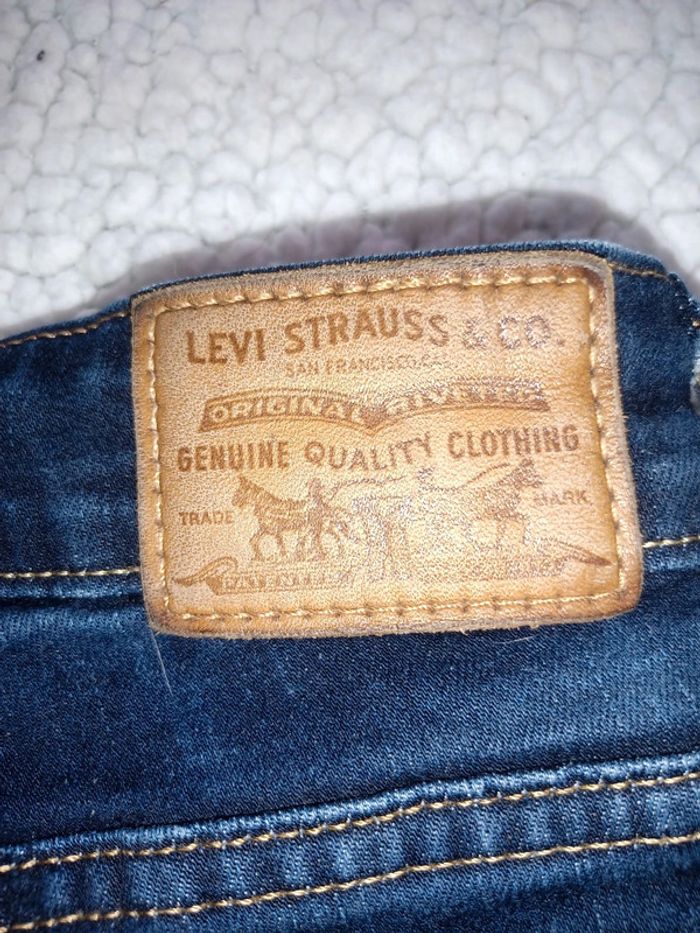 LEVI STRAUSS & CO.
SAN FRANCISCO, CAL.
ORIGINAL RIVETED
GENUINE QUALITY CLOTHING
TRADE MARK